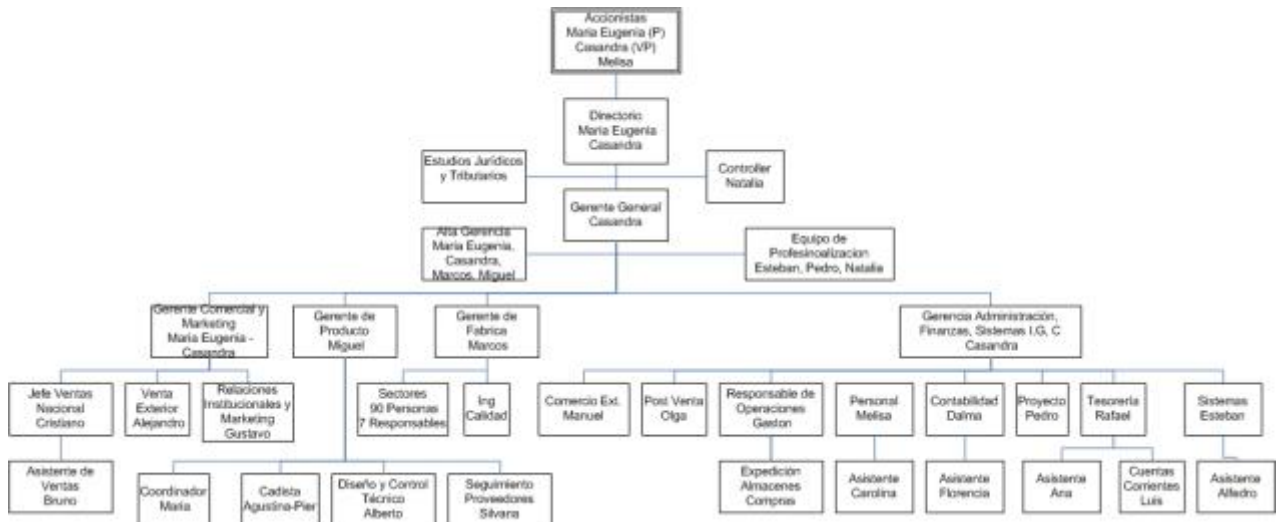 Accionistas
Maria Eugenia (P)
Casandra (VP)
Melisa
Directorio
Maria Eugenia
Casandra
Estudios Jurídicos
y Tributarios
Controller
Natalia
Gerente General
Casandra
Alta Gerencia
Maria Eugenia,
Casandra,
Marcos, Miguel
Equipo de
Profesinoalizacion
Esteban, Pedro, Natalia
Gerente Comercial y
Marketing
Maria Eugenia -
Casandra
Gerente de
Producto
Miguel
Gerente de
Fabrica
Marcos
Gerencia Administración,
Finanzas, Sistemas I.G, C
Casandra
Jefe Ventas
Nacional
Cristiano
Venta
Exterior
Alejandro
Relaciones
Institucionales y
Marketing
Gustavo
Sectores
90 Personas
7 Responsables
Ing
Calidad
Comercio Ext.
Manuel
Post Venta
Olga
Responsable de
Operaciones
Gaston
Personal
Melisa
Contabilidad
Dalma
Proyecto
Pedro
Tesorería
Rafael
Sistemas
Esteban
Asistente de
Ventas
Bruno
Coordinador
Maria
Cadista
Agustina-Pier
Diseño y Control
Técnico
Alberto
Seguimiento
Proveedores
Silvana
Expedición
Almacenes
Compras
Asistente
Carolina
Asistente
Florencia
Asistente
Ana
Cuentas
Corrientes
Luis
Asistente
Alfedro